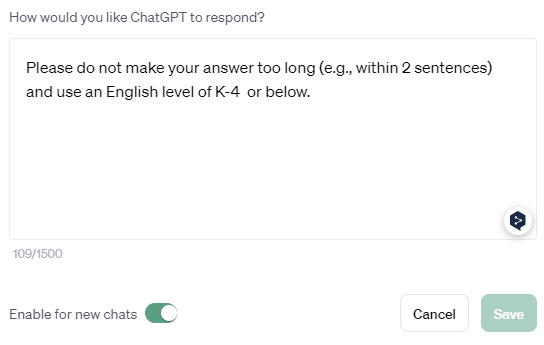 How would you like ChatGPT to respond?
Please do not make your answer too long (e.g., within 2 sentences)
and use an English level of K-4  or below.
109/1500
Enable for new chats
Cancel
Save